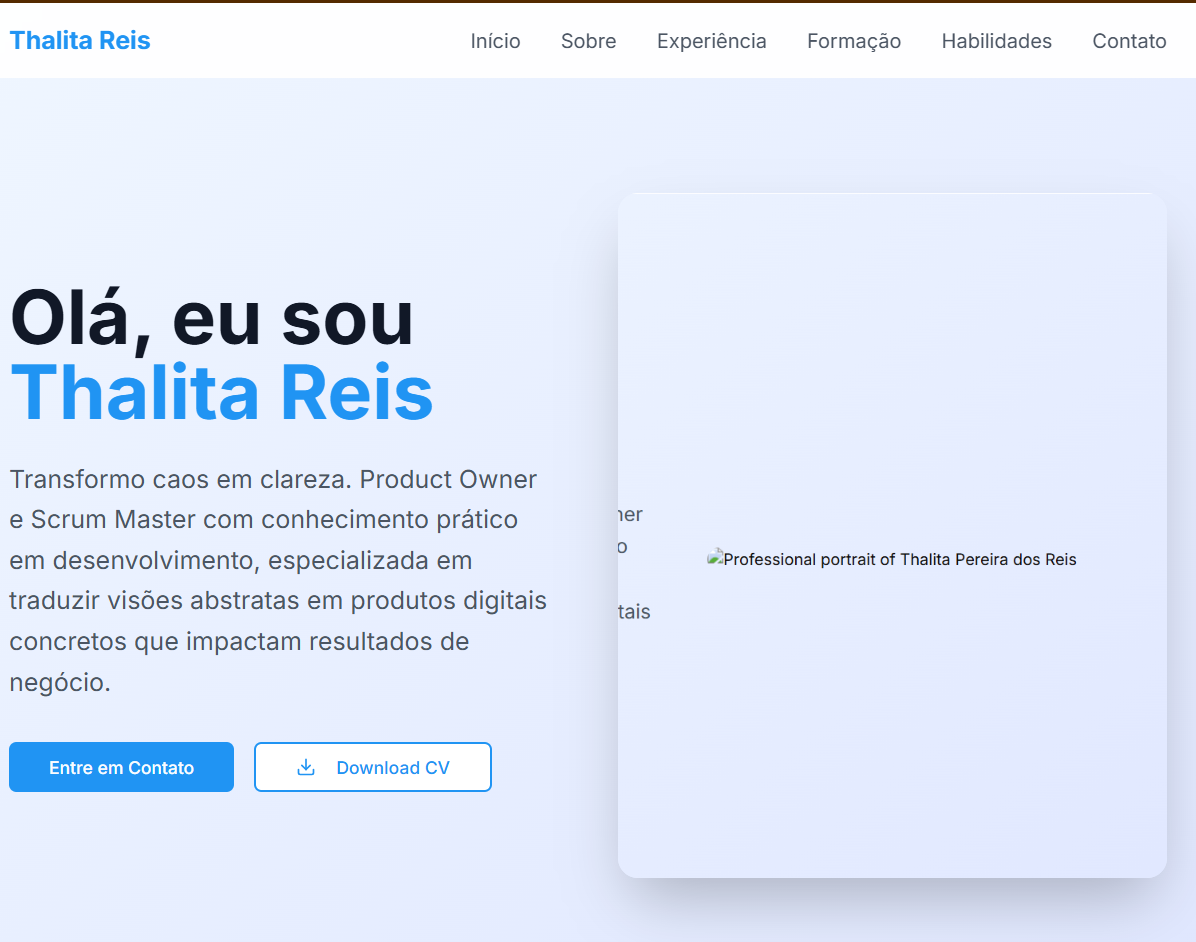 Thalita Reis
Início Sobre Experiência Formação Habilidades Contato
Olá, eu sou
Thalita Reis
Transformo caos em clareza. Product Owner
e Scrum Master com conhecimento prático
em desenvolvimento, especializada em
traduzir visões abstratas em produtos digitais
concretos que impactam resultados de
negócio.
Entre em Contato
Download CV
ner
o
tais
Professional portrait of Thalita Pereira dos Reis